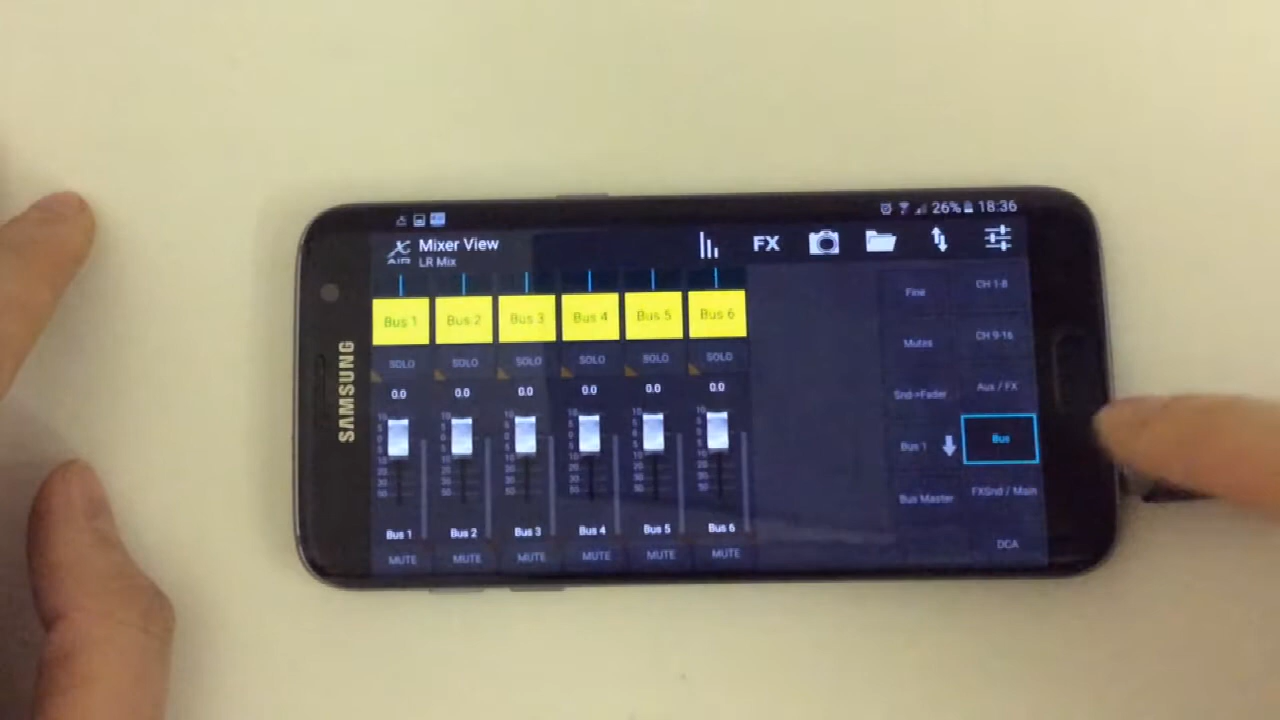 SAMSUNG
26% 18:36
X AIR Mixer View
LR Mix
FX
Bus 1 Bus 2 Bus 3 Bus 4 Bus 5 Bus 6
SOLO SOLO SOLO SOLO SOLO SOLO
0.0 0.0 0.0 0.0 0.0 0.0
Bus 1 Bus 2 Bus 3 Bus 4 Bus 5 Bus 6
MUTE MUTE MUTE MUTE MUTE MUTE
Fine
Mutes
Snd->Fader
Bus 1
Bus Master
CH 1-8
CH 9-16
Aux / FX
Bus
FXSnd / Main
DCA